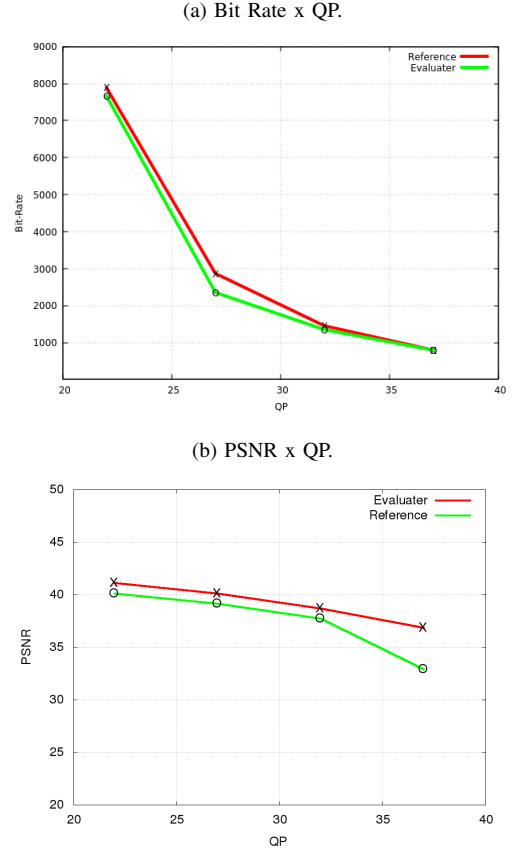 (a) Bit Rate x QP.
9000
8000
7000
6000
5000
4000
3000
2000
1000
Bit-Rate
Reference
Evaluater
20 25 30 35 40
QP
(b) PSNR x QP.
50
45
40
35
30
25
20
PSNR
Evaluater
Reference
20 25 30 35 40
QP